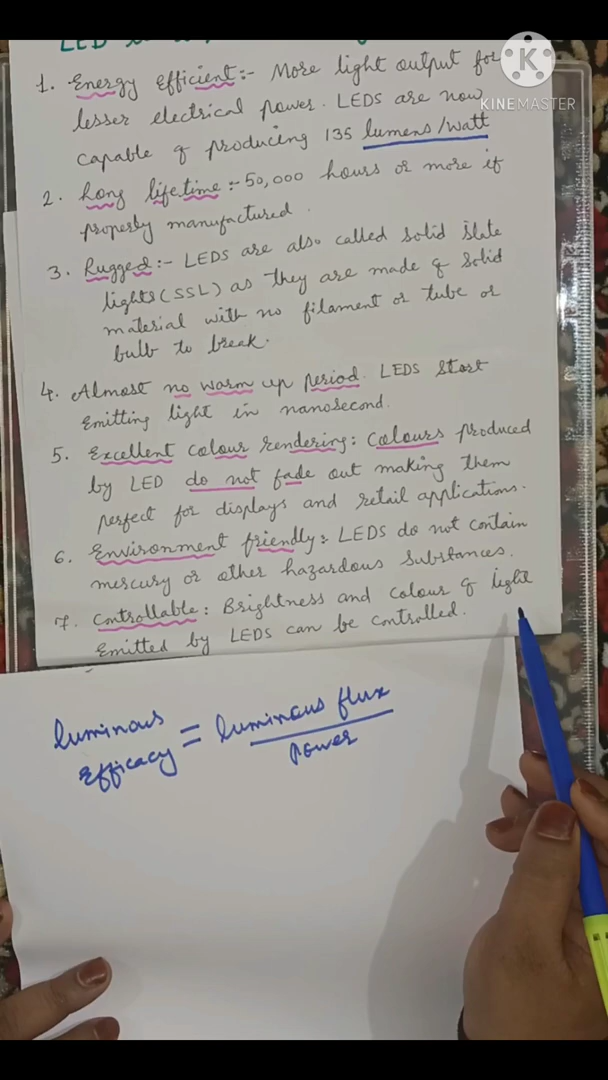 LED
K
KINEMASTER
1. Energy efficient:- More light output for
lesser electrical power. LEDS are now
capable of producing 135 lumens/watt
2. Long lifetime:- 50,000 hours or more if
properly manufactured.
3. Rugged:- LEDS are also called solid state
lights (SSL) as they are made of solid
material with no filament or tube or
bulb to break.
4. Almost no warm up period. LEDS start
Emitting light in nanosecond.
5. Excellent colour rendering: Colours produced
by LED do not fade out making them
perfect for displays and retail applications.
6. Environment friendly: LEDS do not contain
mercury or other hazardous substances.
7. Controllable: Brightness and colour of light
Emitted by LEDS can be controlled.
luminous efficacy = luminous flux
power